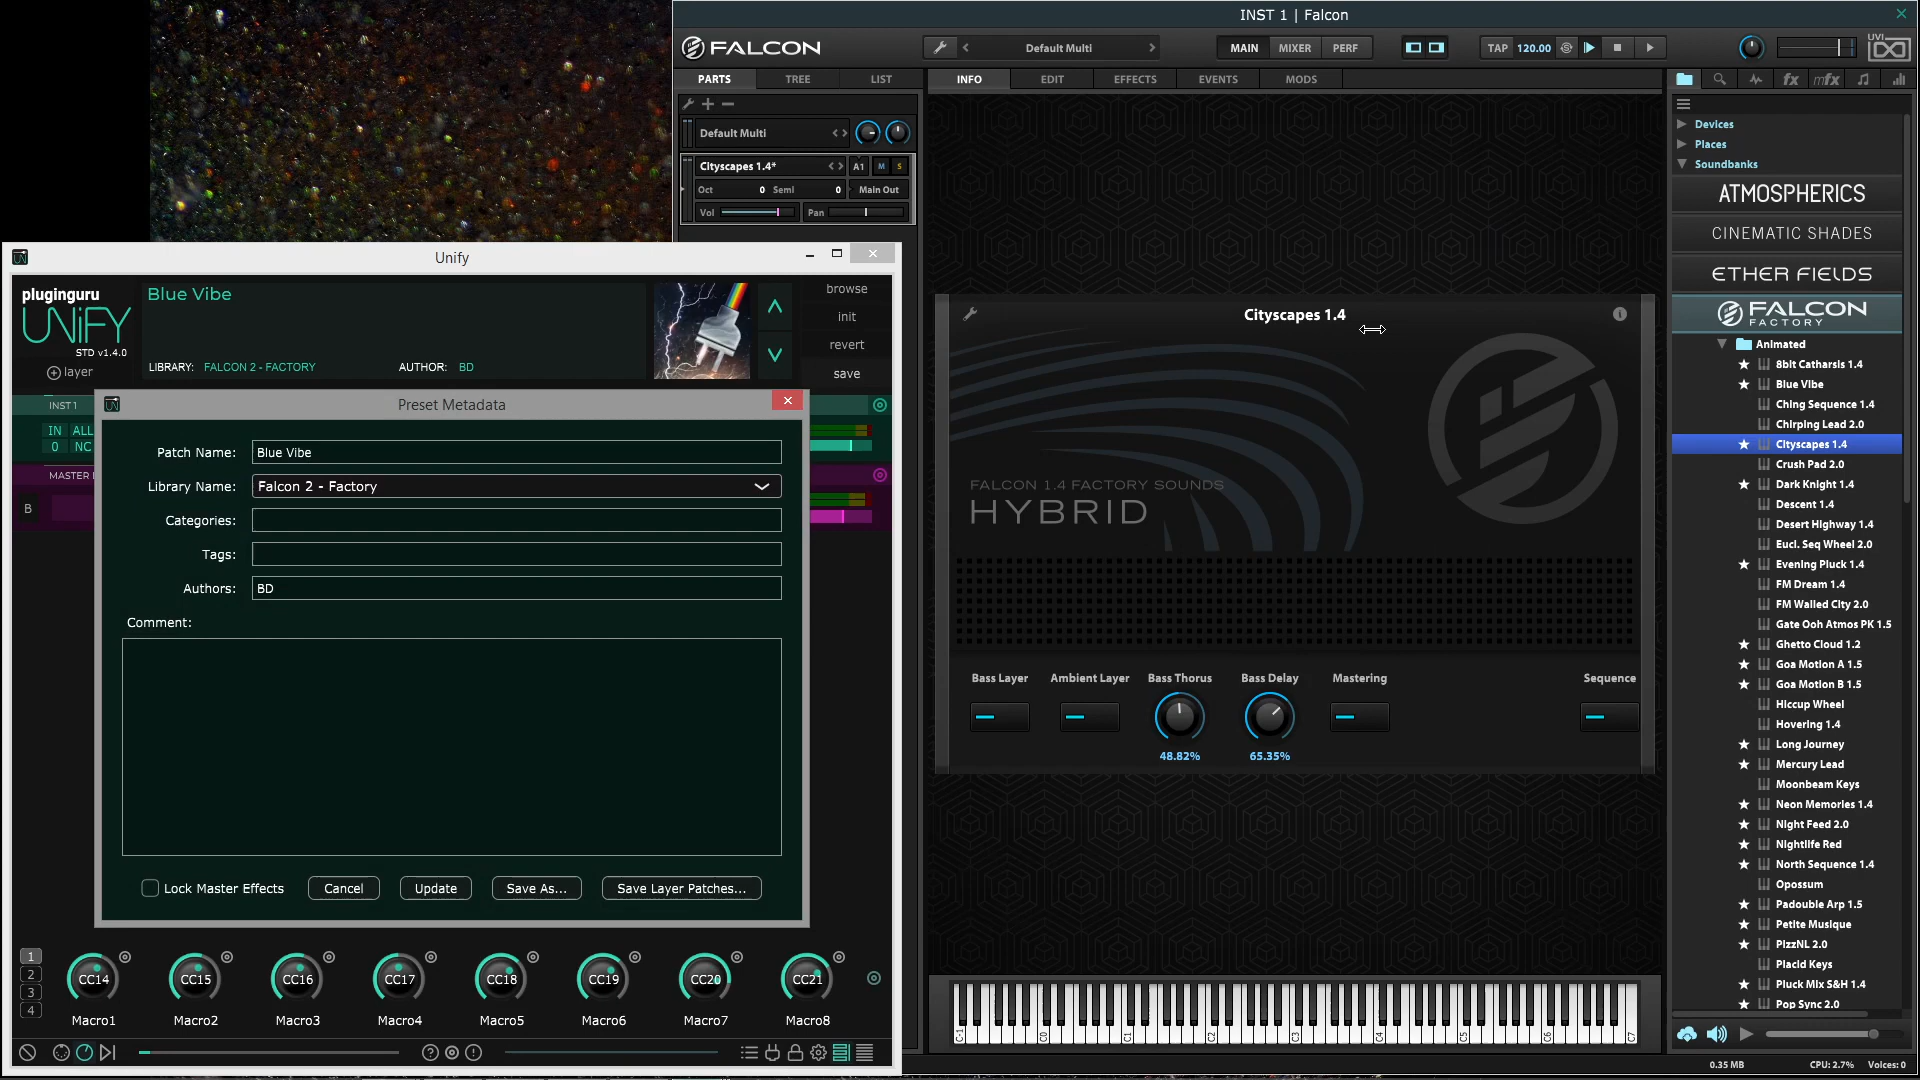 INST 1 | Falcon
FALCON
Default Multi
MAIN MIXER PERF
TAP 120.00
UVI
PARTS TREE LIST
INFO EDIT EFFECTS EVENTS MODS
fx mfx
Default Multi
Cityscapes 1.4* A1 M S
Oct 0 Semi 0 Main Out
Vol Pan
Devices
Places
Soundbanks
ATMOSPHERICS
CINEMATIC SHADES
ETHER FIELDS
FALCON
FACTORY
Animated
8bit Catharsis 1.4
Blue Vibe
Ching Sequence 1.4
Chirping Lead 2.0
Cityscapes 1.4
Crush Pad 2.0
Dark Knight 1.4
Descent 1.4
Desert Highway 1.4
Eucl. Seq Wheel 2.0
Evening Pluck 1.4
FM Dream 1.4
FM Walled City 2.0
Gate Ooh Atmos PK 1.5
Ghetto Cloud 1.2
Goa Motion A 1.5
Goa Motion B 1.5
Hiccup Wheel
Hovering 1.4
Long Journey
Mercury Lead
Moonbeam Keys
Neon Memories 1.4
Night Feed 2.0
Nightlife Red
North Sequence 1.4
Opossum
Padouble Arp 1.5
Petite Musique
PizzNL 2.0
Placid Keys
Pluck Mix S&H 1.4
Pop Sync 2.0
0.35 MB CPU: 2.7% Voices: 0
Cityscapes 1.4
FALCON 1.4 FACTORY SOUNDS
HYBRID
Bass Layer Ambient Layer Bass Thorus Bass Delay Mastering Sequence
48.82% 65.35%
C-1 C0 C1 C2 C3 C4 C5 C6 C7
Unify
pluginguru
UNIFY
STD v1.4.0
+ layer
Blue Vibe
LIBRARY: FALCON 2 - FACTORY AUTHOR: BD
browse
init
revert
save
INST 1
IN ALL
0 NC
MASTER
B
Preset Metadata
Patch Name: Blue Vibe
Library Name: Falcon 2 - Factory
Categories:
Tags:
Authors: BD
Comment:
Lock Master Effects Cancel Update Save As... Save Layer Patches...
1
2
3
4
CC14 CC15 CC16 CC17 CC18 CC19 CC20 CC21
Macro1 Macro2 Macro3 Macro4 Macro5 Macro6 Macro7 Macro8